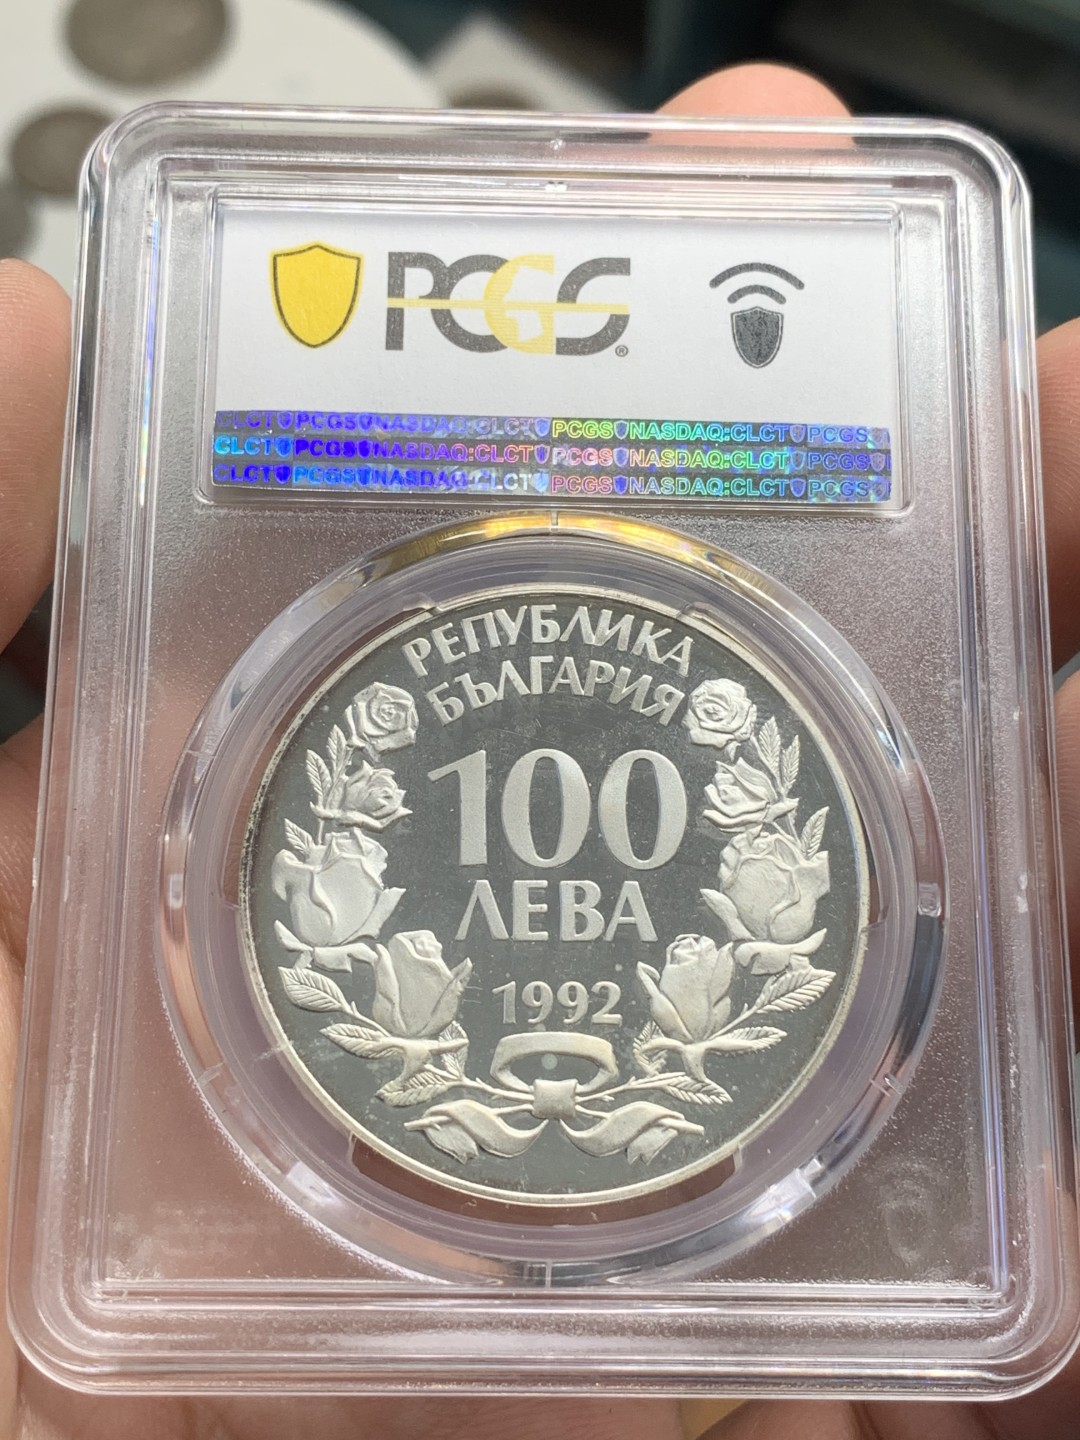 PCGS®
CLCT PCGS NASDAQ:CLCT PCGS NASDAQ:CLCT PCGS
CLCT PCGS NASDAQ:CLCT PCGS NASDAQ:CLCT PCGS
CLCT PCGS NASDAQ:CLCT PCGS NASDAQ:CLCT PCGS
РЕПУБЛИКА
БЪЛГАРИЯ
100
ЛЕВА
1992